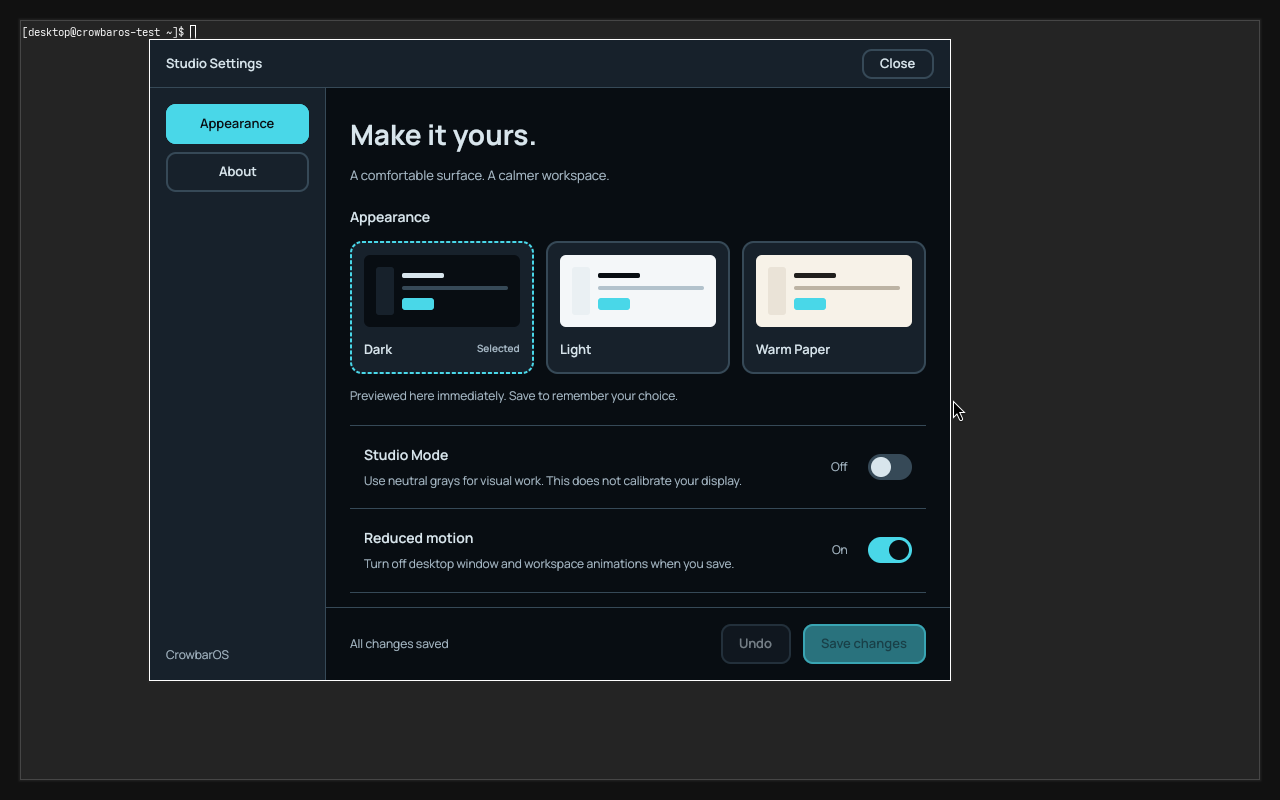 [desktop@crowbaros-test ~]$
Studio Settings
Close
Appearance
About
CrowbarOS
Make it yours.
A comfortable surface. A calmer workspace.
Appearance
Dark
Selected
Light
Warm Paper
Previewed here immediately. Save to remember your choice.
Studio Mode
Use neutral grays for visual work. This does not calibrate your display.
Off
Reduced motion
Turn off desktop window and workspace animations when you save.
On
All changes saved
Undo
Save changes